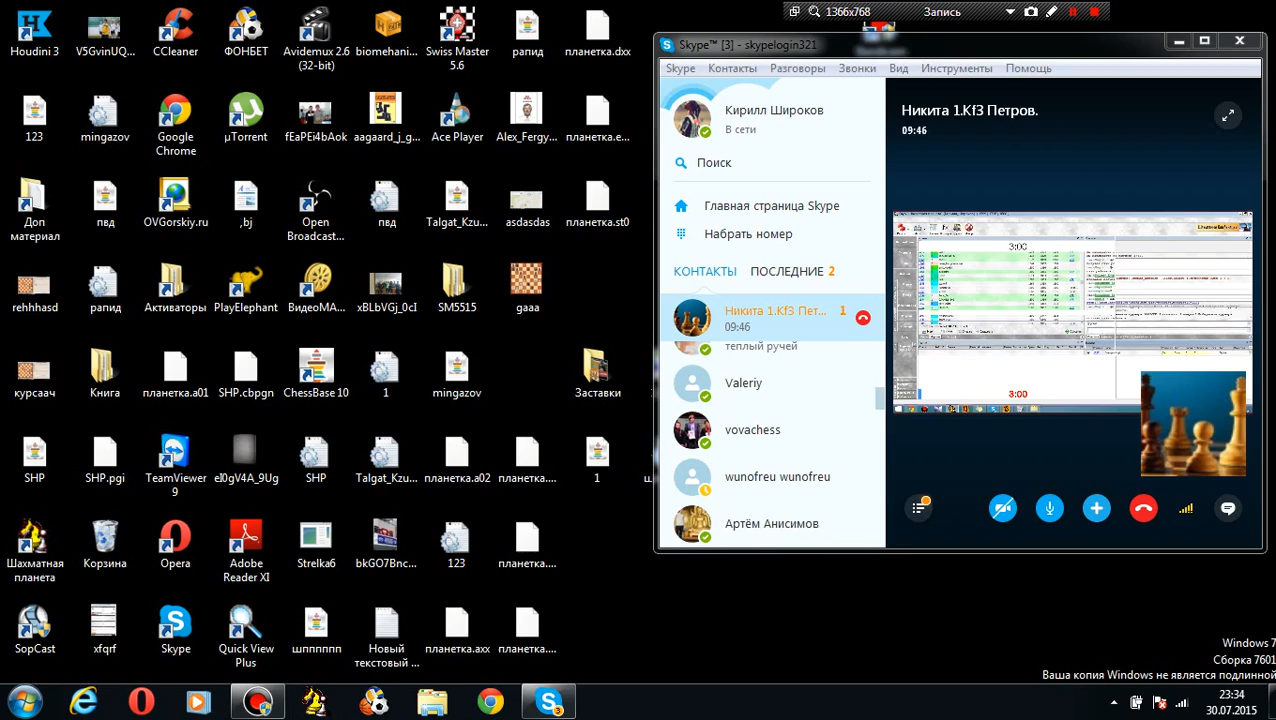 1366x768
Запись
Houdini 3
V5GvinUQ...
CCleaner
ФОНБЕТ
Avidemux 2.6
(32-bit)
biomehani...
Swiss Master
5.6
рапид
планетка.dxx
123
mingazov
Google
Chrome
µTorrent
fEaPEi4bAok
aagaard_j_g...
Ace Player
Alex_Fergy...
планетка.e...
Доп
материал
пвд
OVGorskiy.ru
,bj
Open
Broadcast...
пвд
Talgat_Kzu...
asdasdas
планетка.st0
rehhhasd
рапид
Активаторы
PlayElephant
ВидеоМА...
xBLbVGi-0aI
SM5515
gaaa
курсаач
Книга
планетка.a01
SHP.cbpgn
ChessBase 10
1
mingazov
Заставки
SHP
SHP.pgi
TeamViewer
9
el0gV4A_9Ug
SHP
Talgat_Kzu...
планетка.a02
планетка....
1
Шахматная
планета
Корзина
Opera
Adobe
Reader XI
Strelka6
bkGO7Bnc...
123
планетка....
SopCast
xfqrf
Skype
Quick View
Plus
шпппппп
Новый
текстовый ...
планетка.axx
планетка....
Skype™ [3] - skypelogin321
Skype Контакты Разговоры Звонки Вид Инструменты Помощь
Кирилл Широков
В сети
Поиск
Главная страница Skype
Набрать номер
КОНТАКТЫ ПОСЛЕДНИЕ 2
Никита 1.Kf3 Пет... 1
09:46
теплый ручей
Valeriy
vovachess
wunofreu wunofreu
Артём Анисимов
Никита 1.Kf3 Петров.
09:46
3:00
3:00
Windows 7
Сборка 7601
Ваша копия Windows не является подлинной
3
23:34
30.07.2015